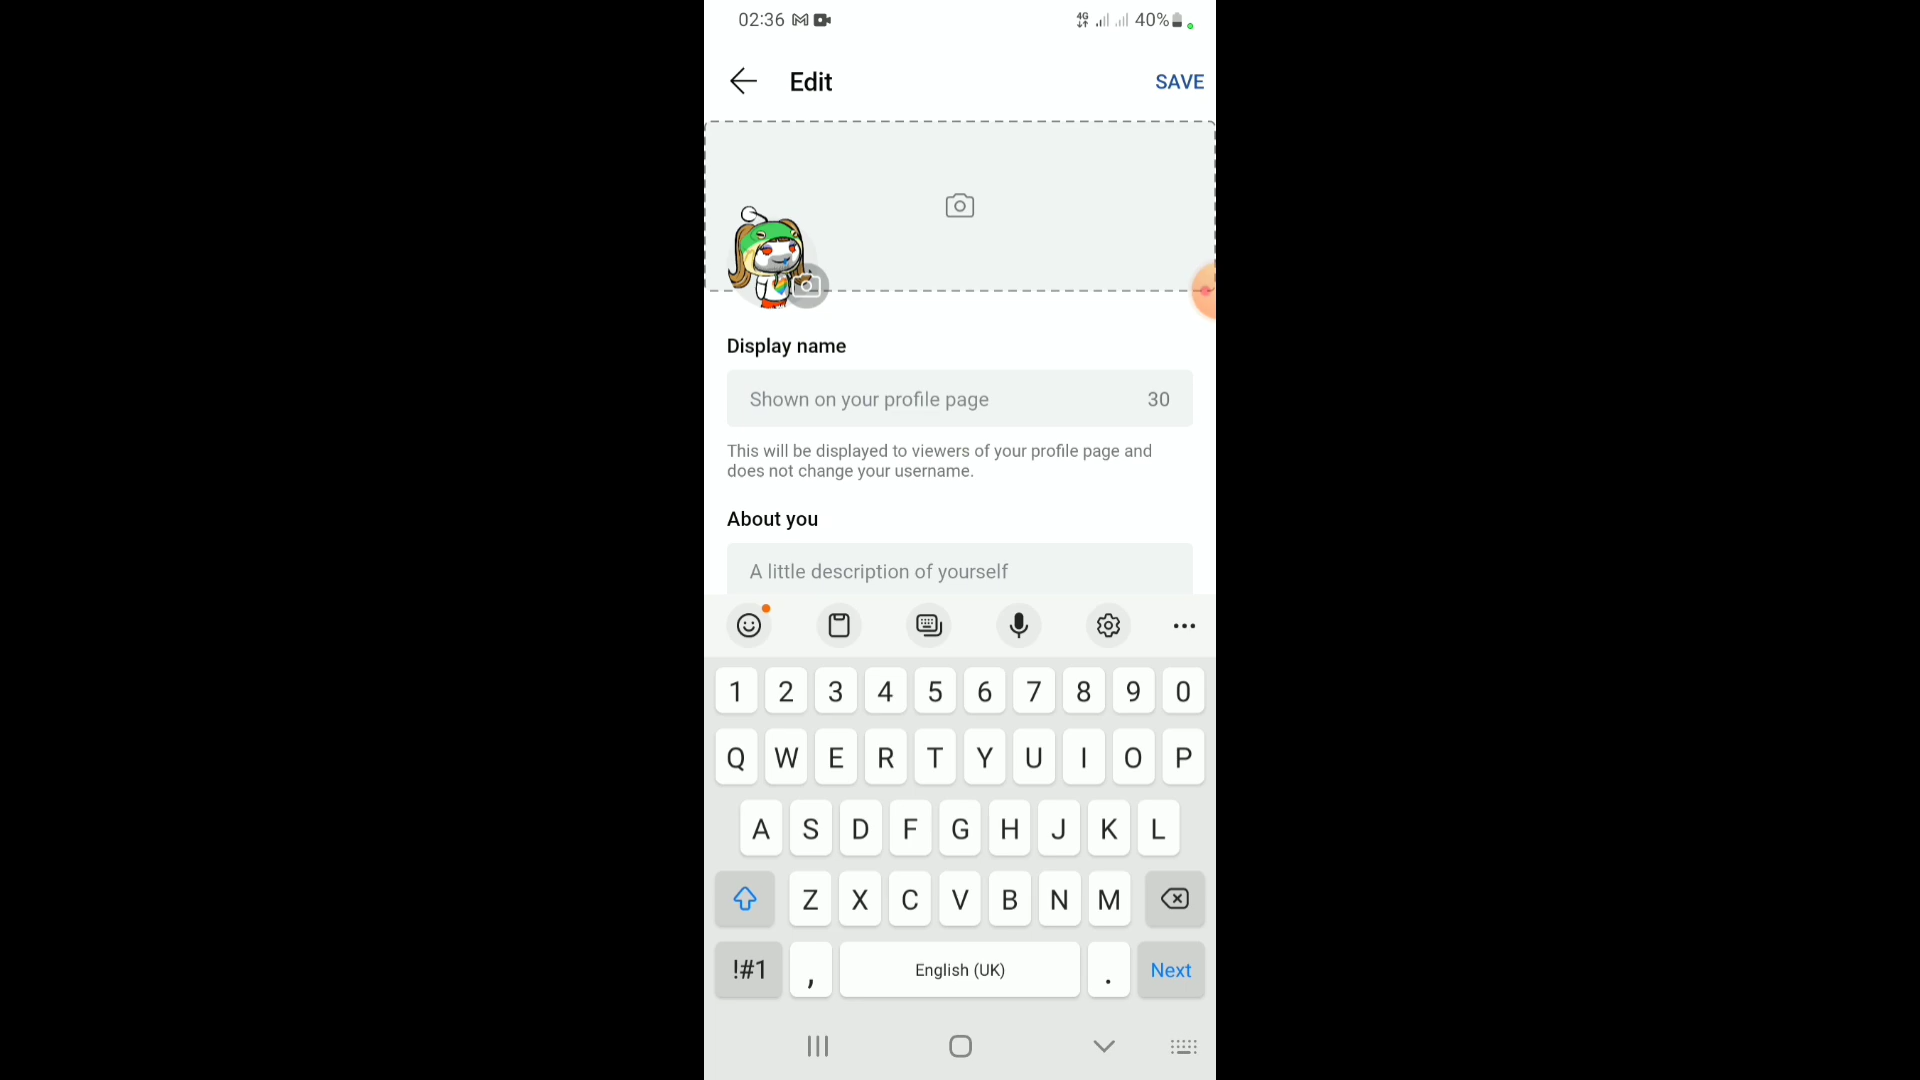 02:36 4G 40%
Edit SAVE
Display name
Shown on your profile page 30
This will be displayed to viewers of your profile page and
does not change your username.
About you
A little description of yourself
1 2 3 4 5 6 7 8 9 0
Q W E R T Y U I O P
A S D F G H J K L
Z X C V B N M
!#1 , English (UK) . Next